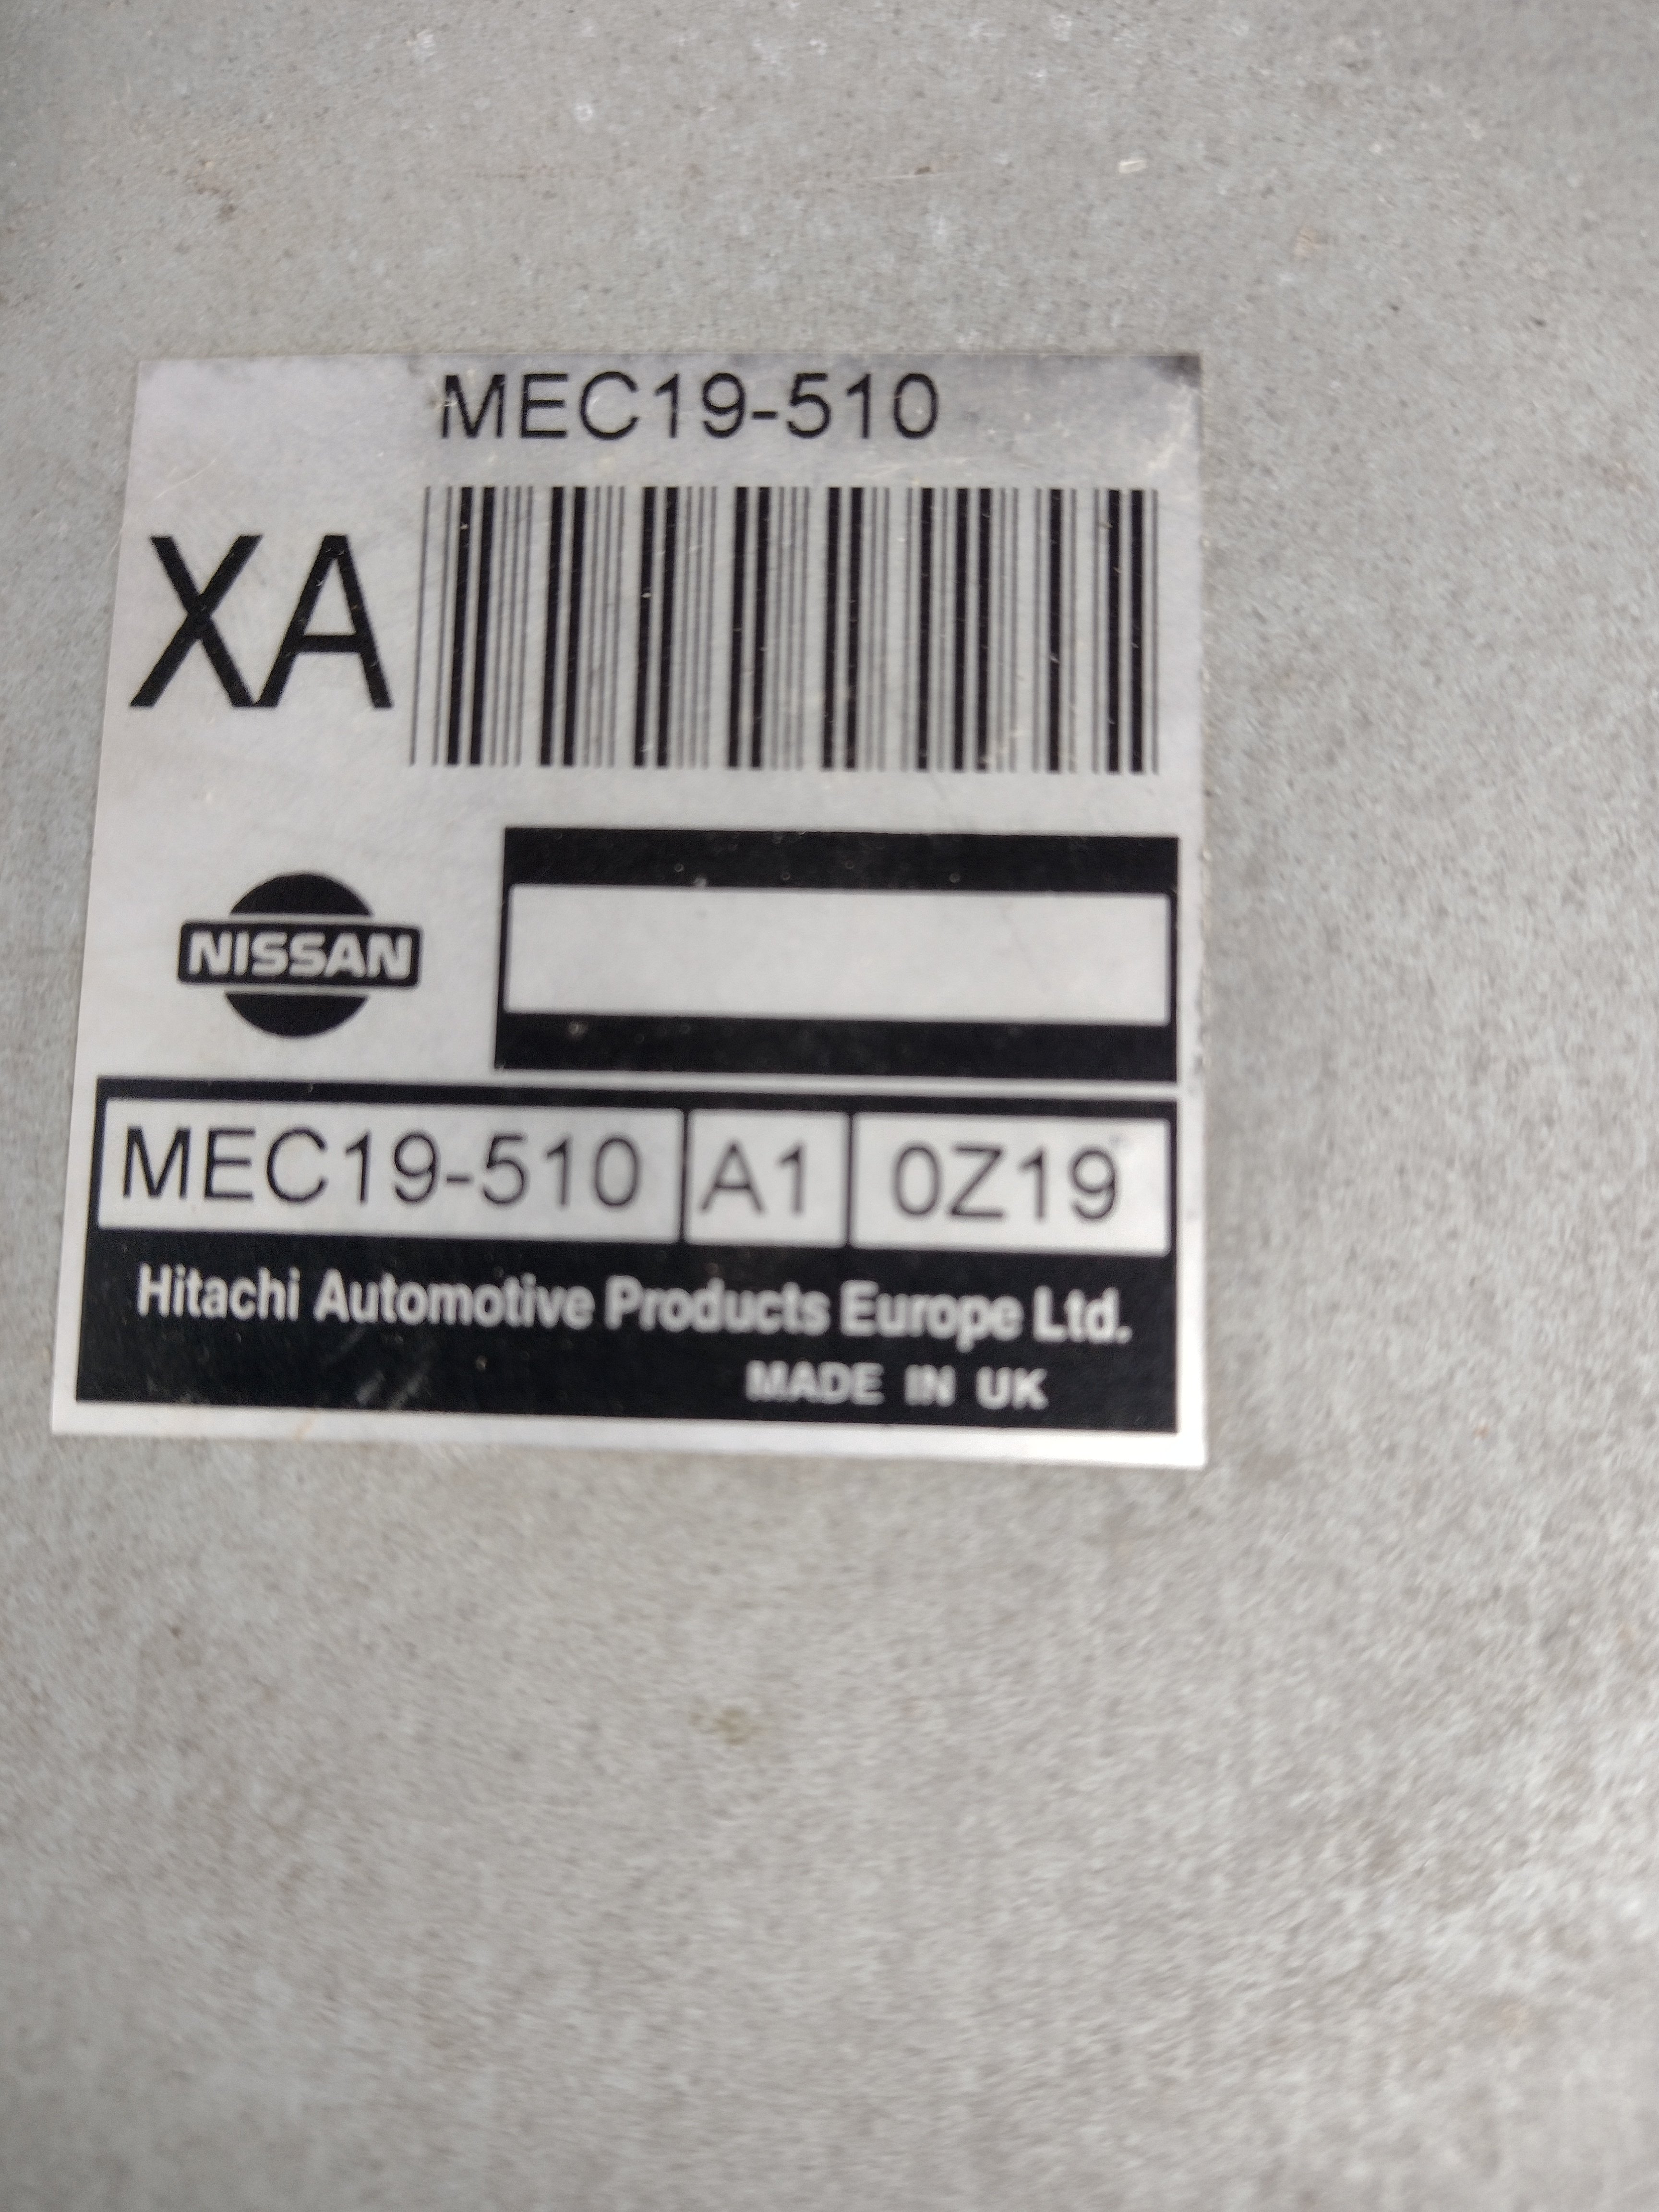 MEC19-510
XA
NISSAN
MEC19-510 A1 0Z19
Hitachi Automotive Products Europe Ltd.
MADE IN UK